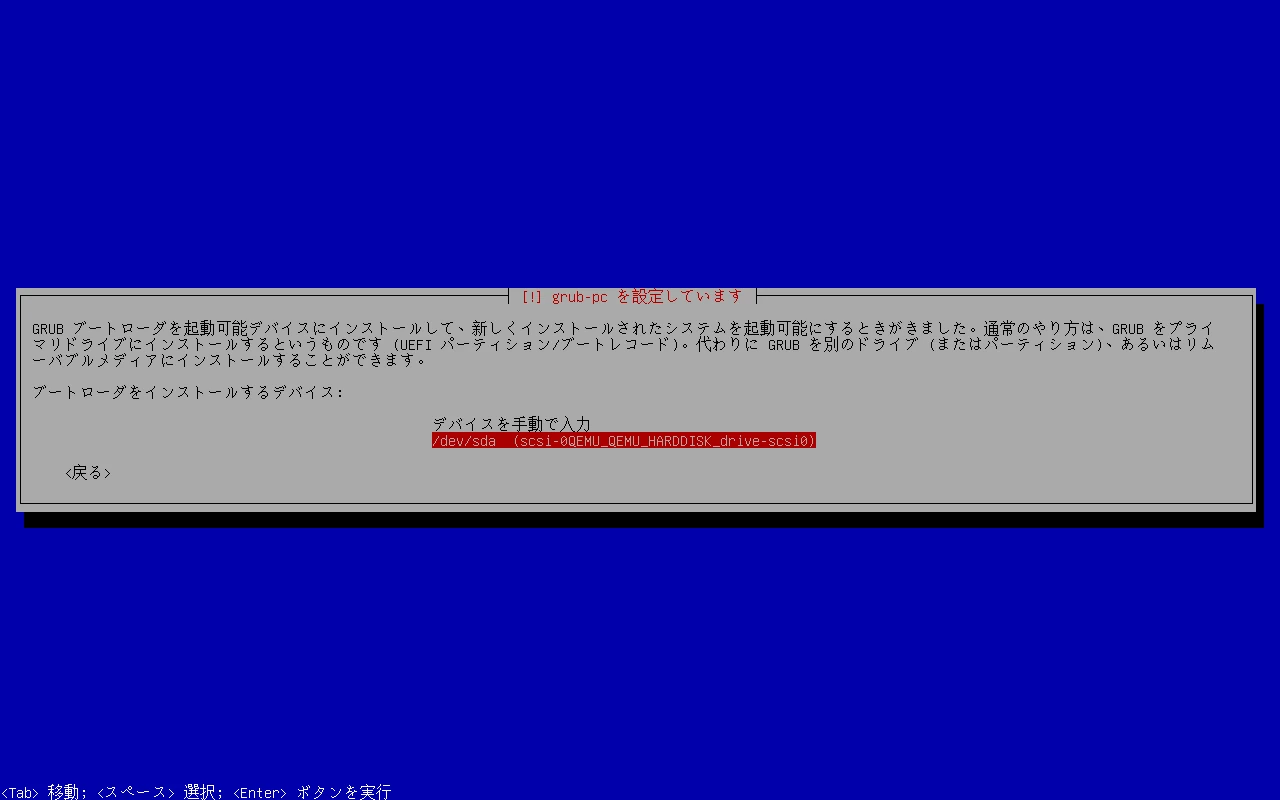 [!] grub-pc を設定しています
GRUB ブートローダを起動可能デバイスにインストールして、新しくインストールされたシステムを起動可能にするときがきました。通常のやり方は、GRUB をプライ
マリドライブにインストールするというものです (UEFI パーティション/ブートレコード)。代わりに GRUB を別のドライブ (またはパーティション)、あるいはリム
ーバブルメディアにインストールすることができます。
ブートローダをインストールするデバイス:
デバイスを手動で入力
/dev/sda  (scsi-0QEMU_QEMU_HARDDISK_drive-scsi0)
<戻る>
<Tab> 移動; <スペース> 選択; <Enter> ボタンを実行